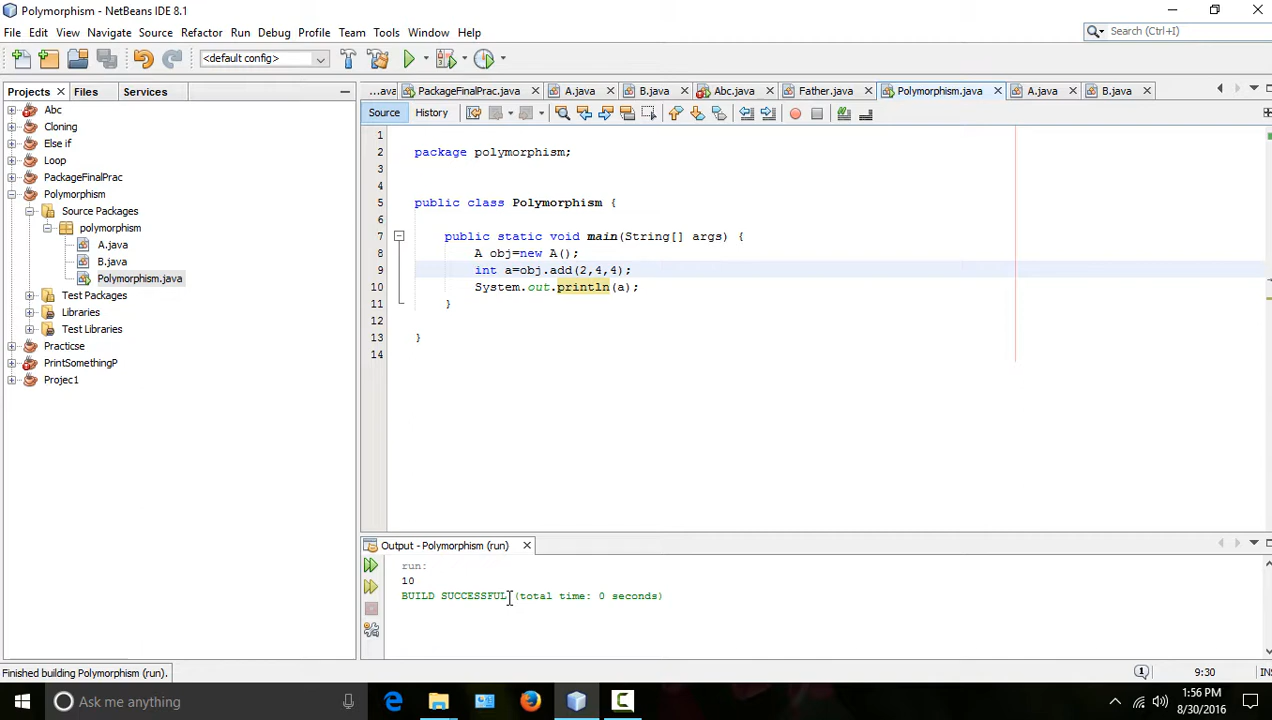 Polymorphism - NetBeans IDE 8.1
File Edit View Navigate Source Refactor Run Debug Profile Team Tools Window Help
Search (Ctrl+I)
<default config>
Projects Files Services
...ava PackageFinalPrac.java A.java B.java Abc.java Father.java Polymorphism.java A.java B.java
Source History
Abc
Cloning
Else if
Loop
PackageFinalPrac
Polymorphism
Source Packages
polymorphism
A.java
B.java
Polymorphism.java
Test Packages
Libraries
Test Libraries
Practicse
PrintSomethingP
Projec1
1
2 package polymorphism;
3
4
5 public class Polymorphism {
6
7 public static void main(String[] args) {
8 A obj=new A();
9 int a=obj.add(2,4,4);
10 System.out.println(a);
11 }
12
13 }
14
Output - Polymorphism (run)
run:
10
BUILD SUCCESSFUL (total time: 0 seconds)
Finished building Polymorphism (run).
1
9:30
Ask me anything
1:56 PM
8/30/2016